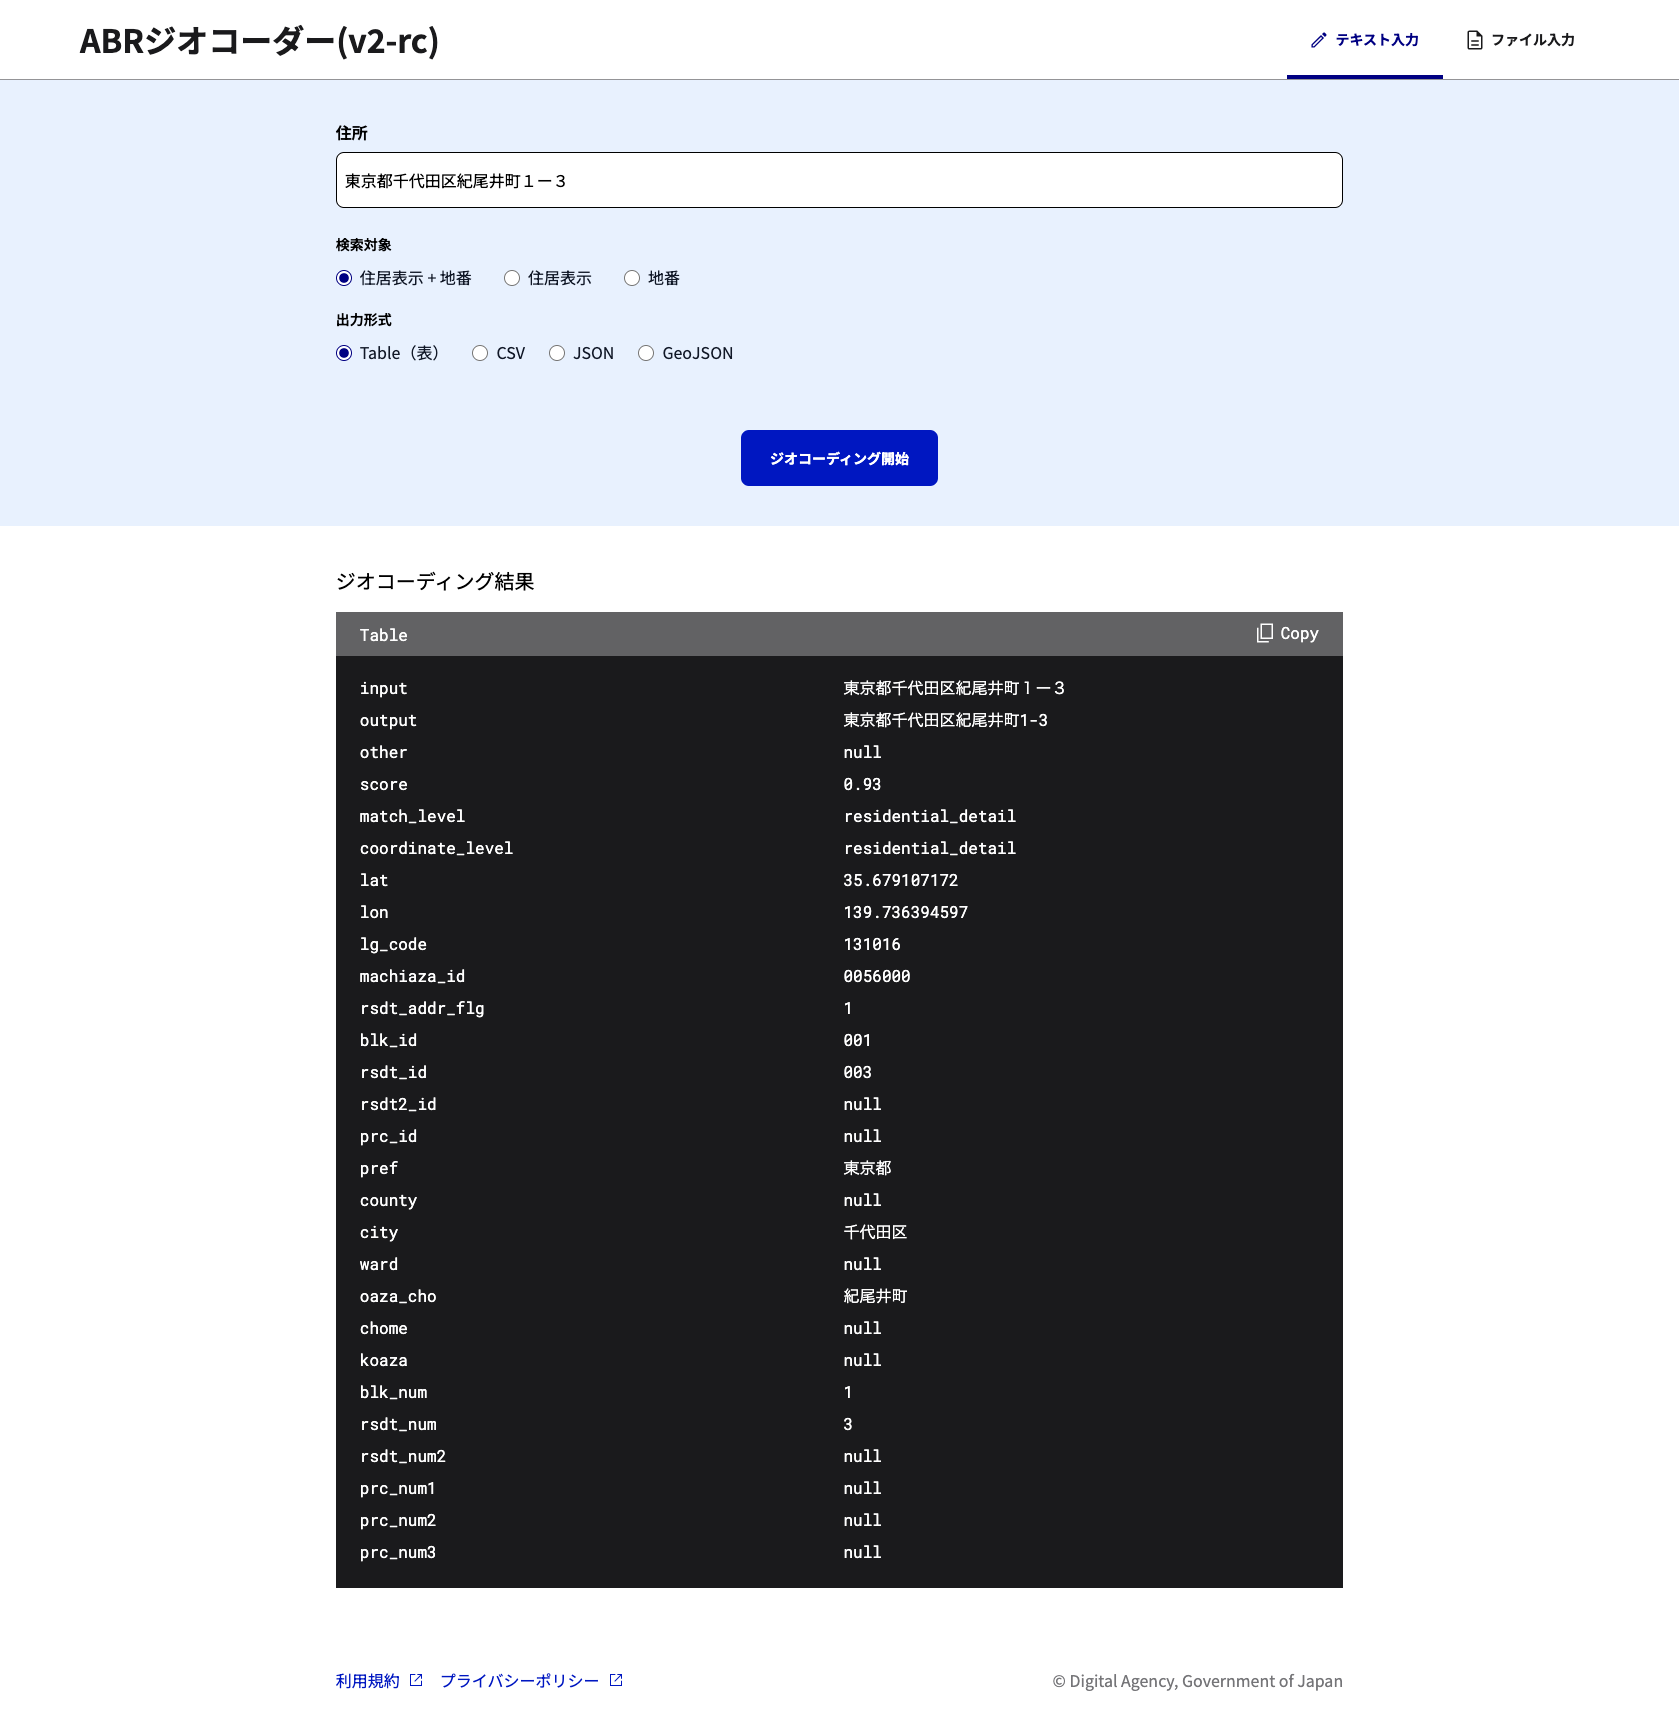 ABRジオコーダー(v2-rc)
テキスト入力 ファイル入力
住所
東京都千代田区紀尾井町１ー３
検索対象
住居表示 + 地番 住居表示 地番
出力形式
Table（表） CSV JSON GeoJSON
ジオコーディング開始
ジオコーディング結果
Table Copy
input 東京都千代田区紀尾井町１ー３
output 東京都千代田区紀尾井町1-3
other null
score 0.93
match_level residential_detail
coordinate_level residential_detail
lat 35.679107172
lon 139.736394597
lg_code 131016
machiaza_id 0056000
rsdt_addr_flg 1
blk_id 001
rsdt_id 003
rsdt2_id null
prc_id null
pref 東京都
county null
city 千代田区
ward null
oaza_cho 紀尾井町
chome null
koaza null
blk_num 1
rsdt_num 3
rsdt_num2 null
prc_num1 null
prc_num2 null
prc_num3 null
利用規約 プライバシーポリシー © Digital Agency, Government of Japan